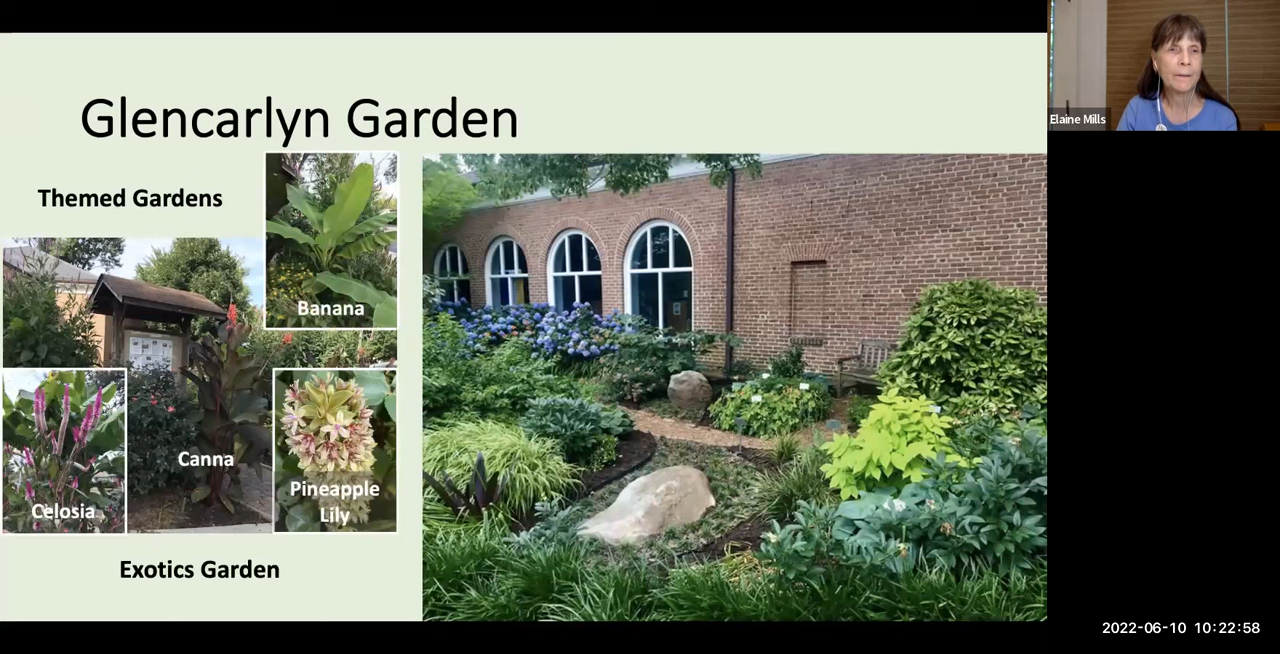 Glencarlyn Garden
Themed Gardens
Banana
Canna
Celosia
Pineapple
Lily
Exotics Garden
Elaine Mills
2022-06-10 10:22:58